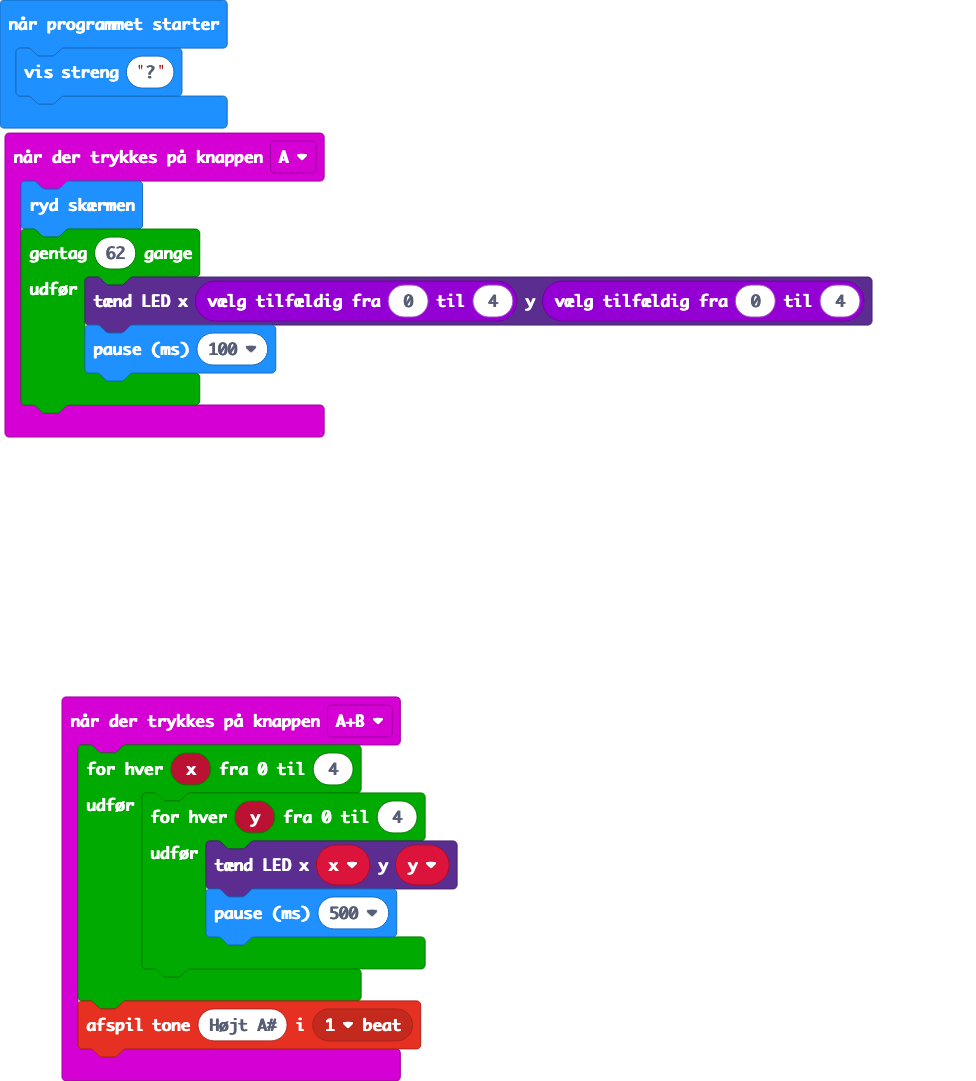 når programmet starter
vis streng "?"
når der trykkes på knappen A
ryd skærmen
gentag 62 gange
udfør
tænd LED x vælg tilfældig fra 0 til 4 y vælg tilfældig fra 0 til 4
pause (ms) 100
når der trykkes på knappen A+B
for hver x fra 0 til 4
udfør
for hver y fra 0 til 4
udfør
tænd LED x x y y
pause (ms) 500
afspil tone Højt A# i 1 beat